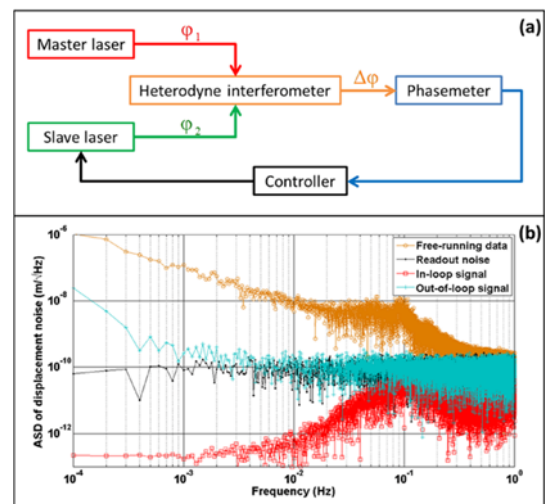 (a)
Master laser
φ₁
Heterodyne interferometer
Δφ
Phasemeter
Slave laser
φ₂
Controller
(b)
ASD of displacement noise (m/√Hz)
10⁻⁶
10⁻⁸
10⁻¹⁰
10⁻¹²
Free-running data
Readout noise
In-loop signal
Out-of-loop signal
10⁻⁴
10⁻³
10⁻²
10⁻¹
10⁰
Frequency (Hz)